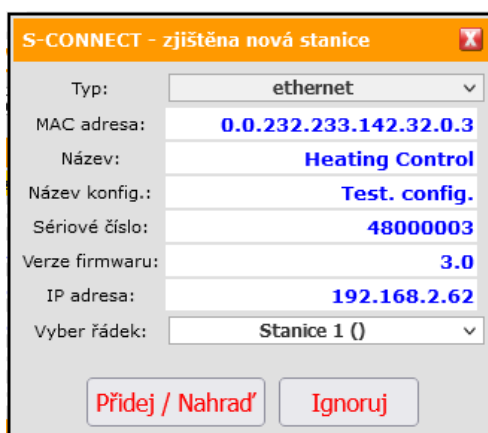 S-CONNECT - zjištěna nová stanice
Typ: ethernet
MAC adresa: 0.0.232.233.142.32.0.3
Název: Heating Control
Název konfig.: Test. config.
Sériové číslo: 48000003
Verze firmwaru: 3.0
IP adresa: 192.168.2.62
Vyber řádek: Stanice 1 ()
Přidej / Nahraď Ignoruj